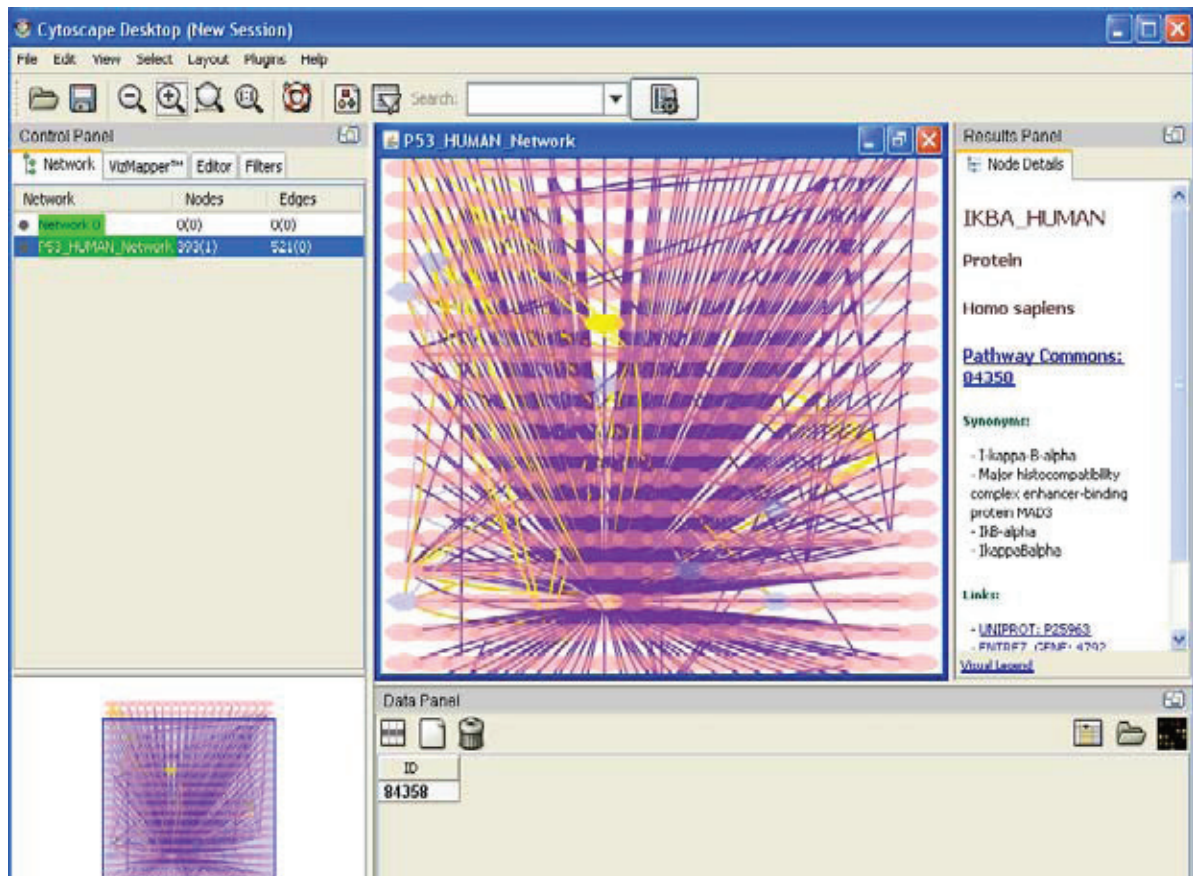 Cytoscape Desktop (New Session)
File Edit View Select Layout Plugins Help
Search:
Control Panel
Network VizMapper™ Editor Filters
Network Nodes Edges
Network 0 0(0) 0(0)
P53_HUMAN_Network 393(1) 521(0)
P53_HUMAN_Network
Results Panel
Node Details
IKBA_HUMAN
Protein
Homo sapiens
Pathway Commons:
84358
Synonyms:
- I-kappa-B-alpha
- Major histocompatibility
complex enhancer-binding
protein MAD3
- IkB-alpha
- IkappaBalpha
Links:
- UNIPROT: P25963
- ENTREZ_GENE: 4792
Visual Legend
Data Panel
ID
84358